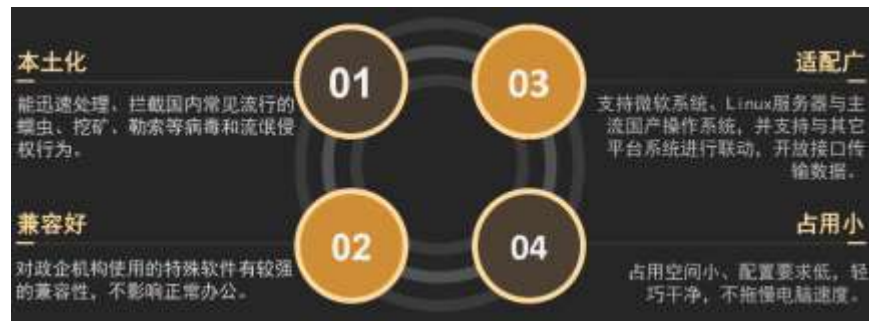 本土化
01
能迅速处理、拦截国内常见流行的
蠕虫、挖矿、勒索等病毒和流氓侵
权行为。
兼容好
02
对政企机构使用的特殊软件有较强
的兼容性，不影响正常办公。
03
适配广
支持微软系统、Linux服务器与主
流国产操作系统，并支持与其它
平台系统进行联动，开放接口传
输数据。
04
占用小
占用空间小、配置要求低，轻
巧干净，不拖慢电脑速度。